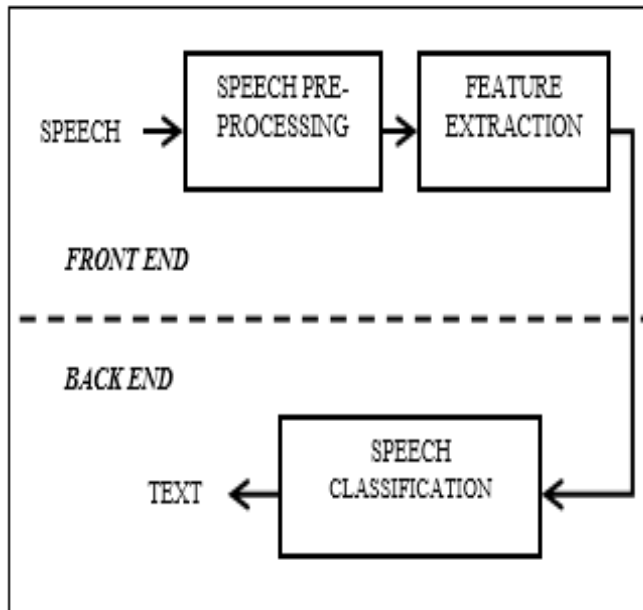 SPEECH PRE-
PROCESSING
FEATURE
EXTRACTION
SPEECH
FRONT END
BACK END
SPEECH
CLASSIFICATION
TEXT